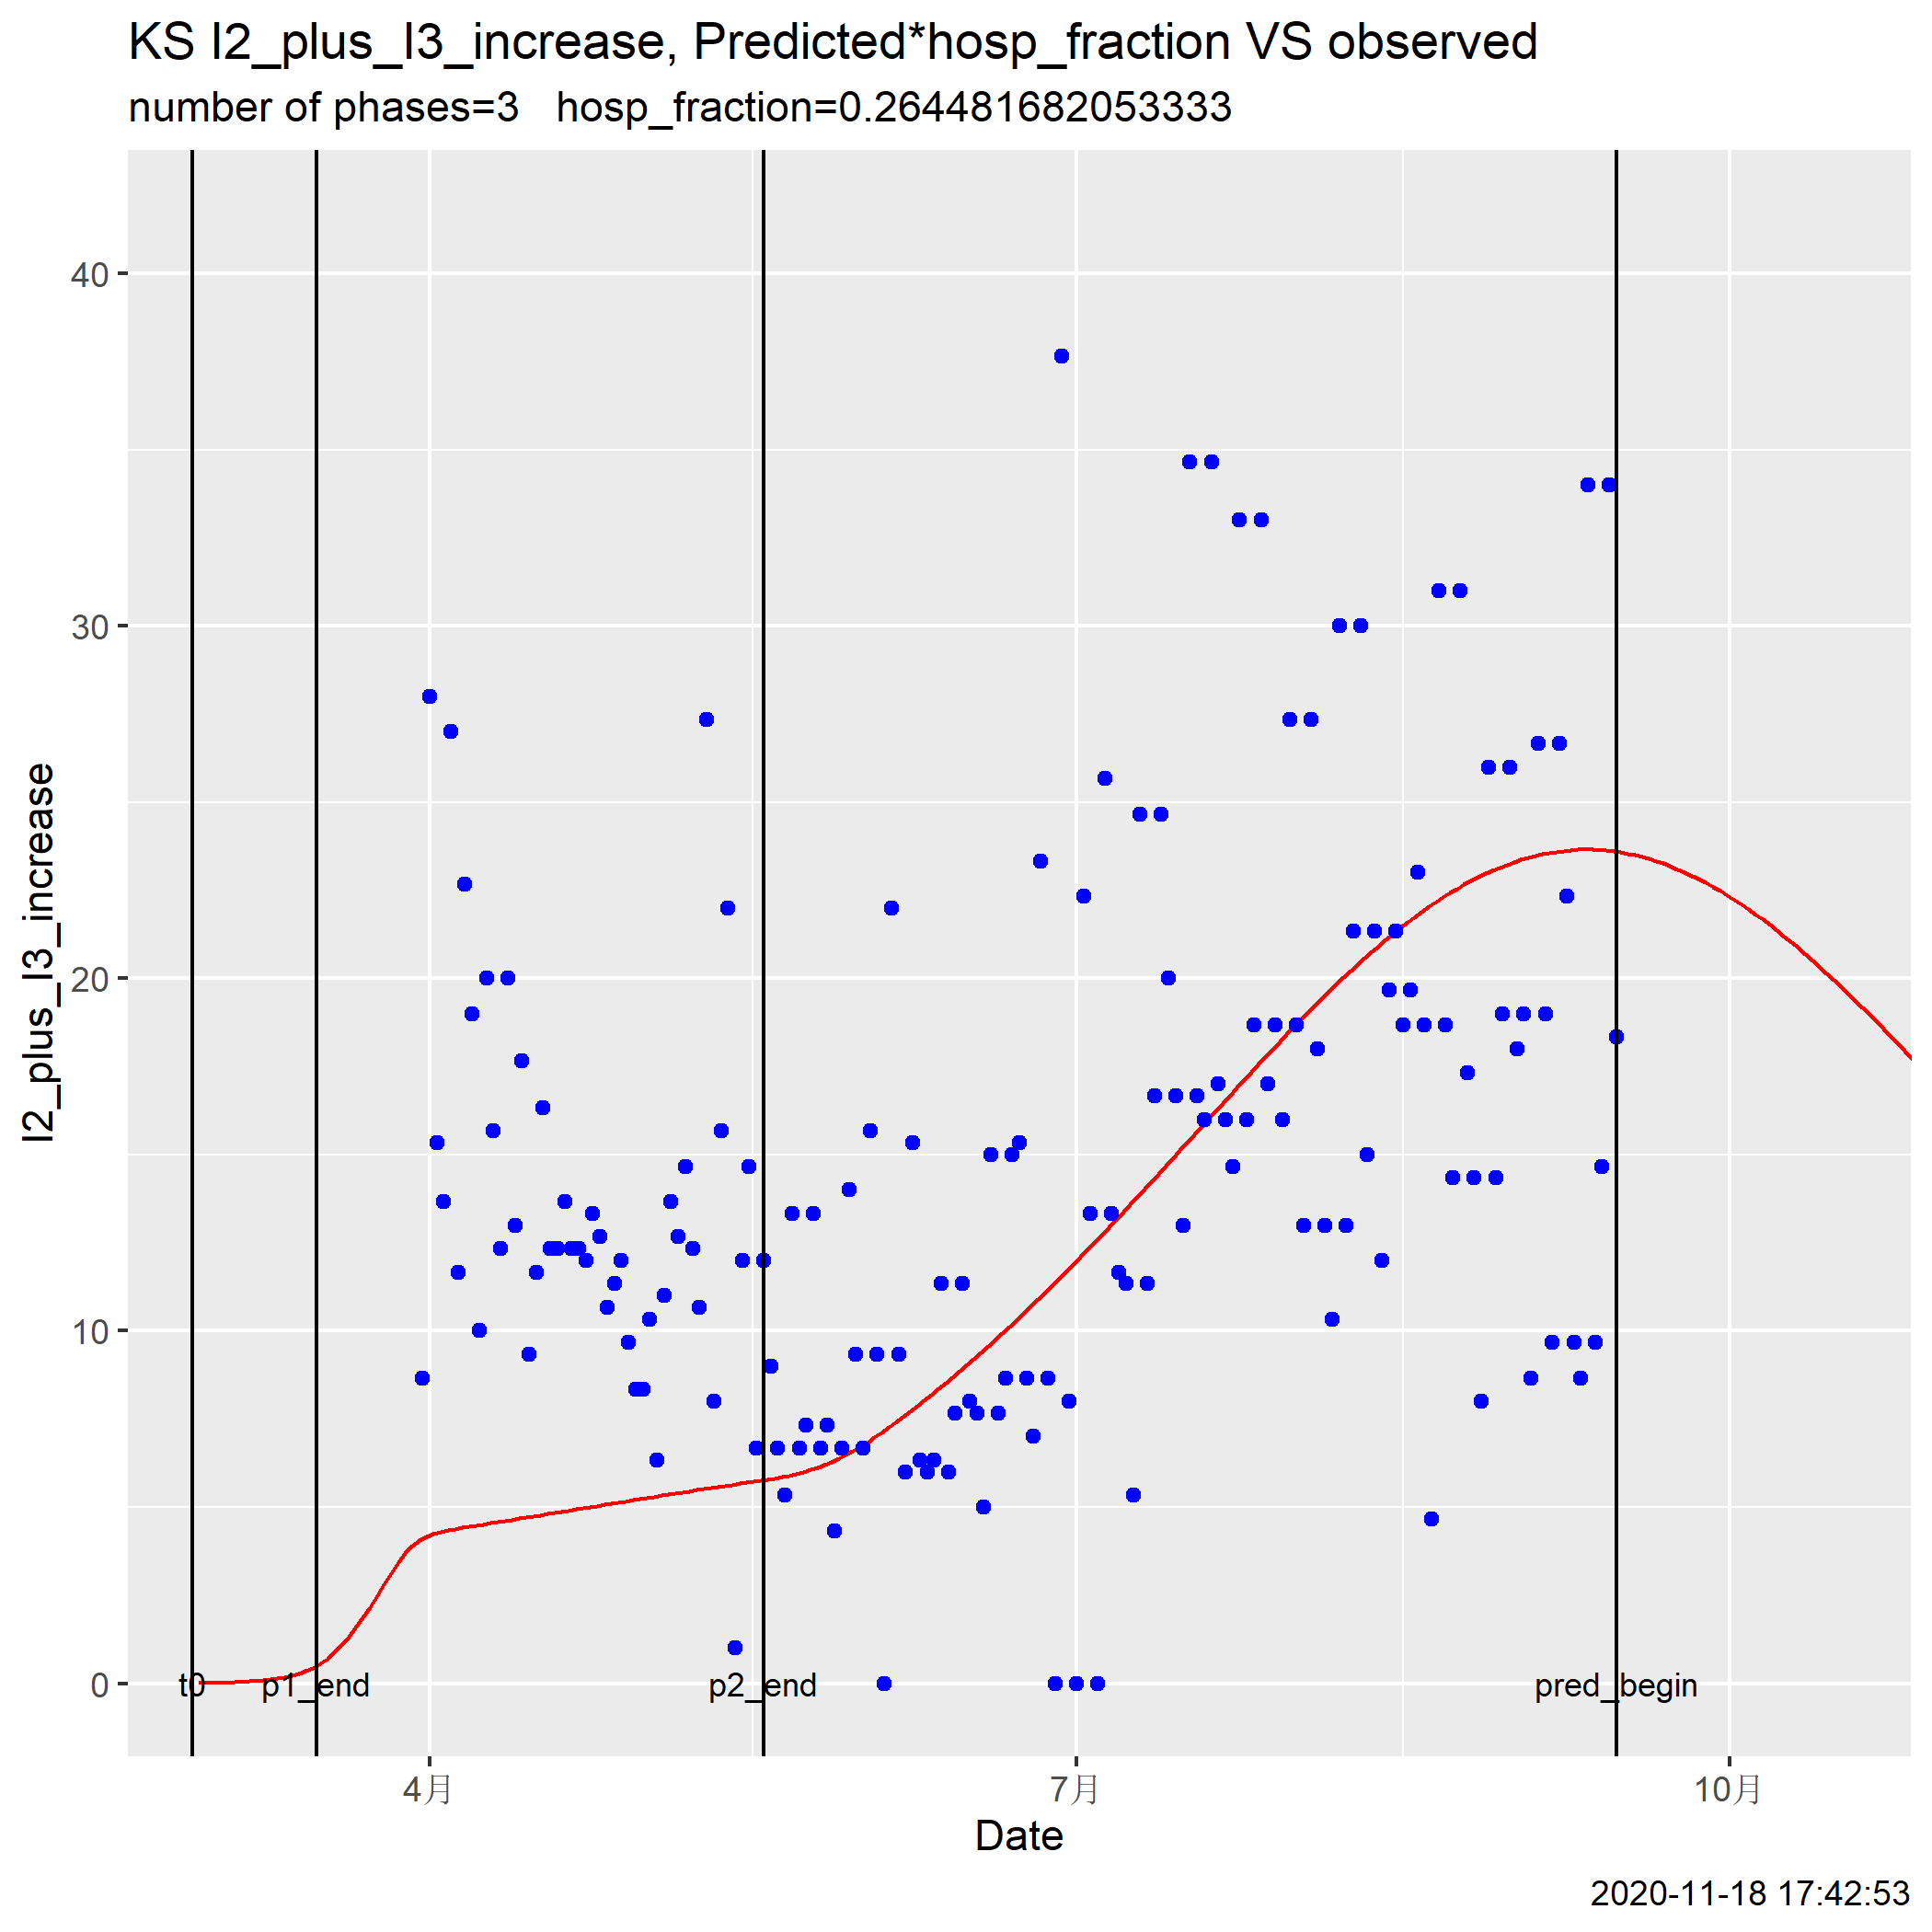 KS I2_plus_I3_increase, Predicted*hosp_fraction VS observed
number of phases=3   hosp_fraction=0.264481682053333
I2_plus_I3_increase
40
30
20
10
0
t0
p1_end
p2_end
pred_begin
4月
7月
10月
Date
2020-11-18 17:42:53